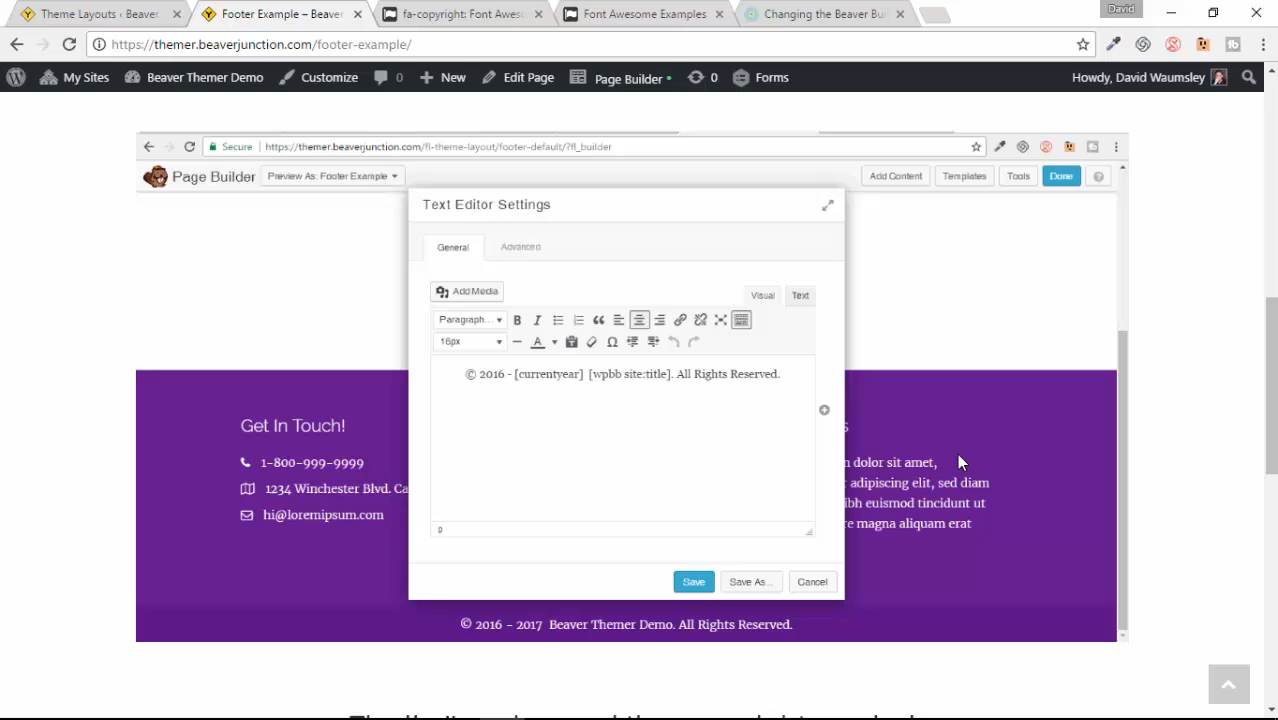 Theme Layouts ‹ Beaver
Footer Example – Beaver
fa-copyright: Font Aweso
Font Awesome Examples
Changing the Beaver Bui
David
https://themer.beaverjunction.com/footer-example/
My Sites
Beaver Themer Demo
Customize
0
New
Edit Page
Page Builder •
0
Forms
Howdy, David Waumsley
Secure
https://themer.beaverjunction.com/fl-theme-layout/footer-default/?fl_builder
Page Builder
Preview As: Footer Example
Add Content
Templates
Tools
Done
Text Editor Settings
General
Advanced
Add Media
Visual
Text
Paragraph...
16px
© 2016 - [currentyear] [wpbb site:title]. All Rights Reserved.
p
Save
Save As...
Cancel
Get In Touch!
1-800-999-9999
1234 Winchester Blvd. Ca
hi@loremipsum.com
s
m dolor sit amet,
r adipiscing elit, sed diam
ibh euismod tincidunt ut
re magna aliquam erat
© 2016 - 2017 Beaver Themer Demo. All Rights Reserved.